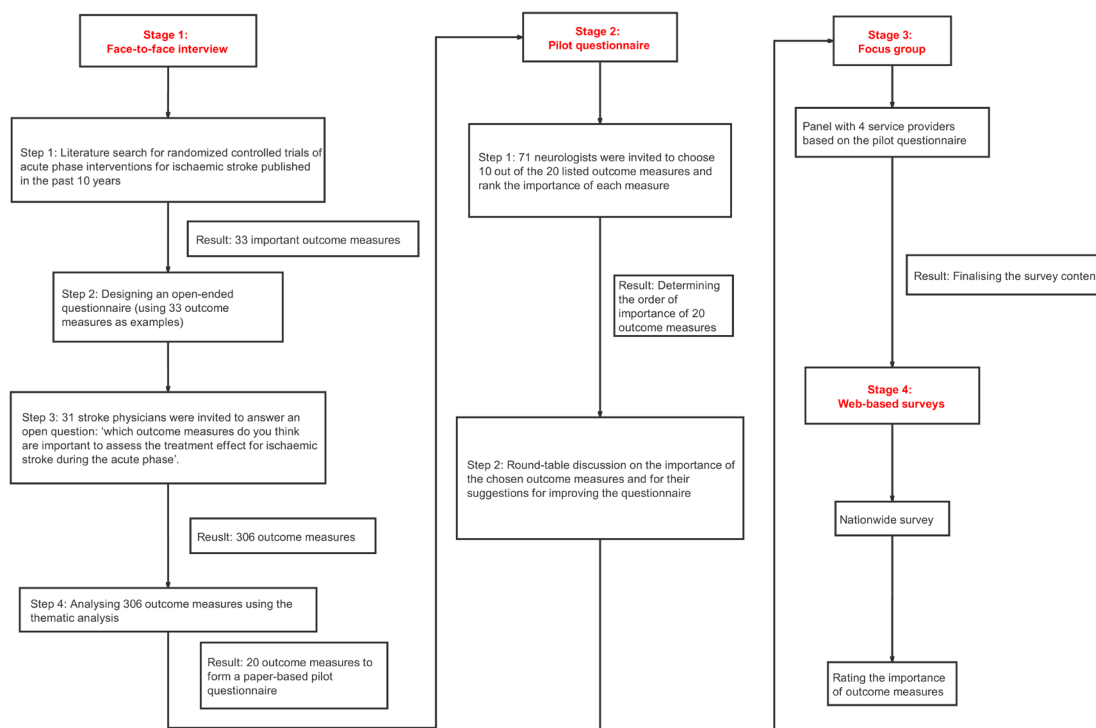 Stage 1:
Face-to-face interview
Step 1: Literature search for randomized controlled trials of
acute phase interventions for ischaemic stroke published
in the past 10 years
Result: 33 important outcome measures
Step 2: Designing an open-ended
questionnaire (using 33 outcome
measures as examples)
Step 3: 31 stroke physicians were invited to answer an
open question: ‘which outcome measures do you think
are important to assess the treatment effect for ischaemic
stroke during the acute phase’.
Reuslt: 306 outcome measures
Step 4: Analysing 306 outcome measures using the
thematic analysis
Result: 20 outcome measures to
form a paper-based pilot
questionnaire
Stage 2:
Pilot questionnaire
Step 1: 71 neurologists were invited to choose
10 out of the 20 listed outcome measures and
rank the importance of each measure
Result: Determining
the order of
importance of 20
outcome measures
Step 2: Round-table discussion on the importance of
the chosen outcome measures and for their
suggestions for improving the questionnaire
Stage 3:
Focus group
Panel with 4 service providers
based on the pilot questionnaire
Result: Finalising the survey content
Stage 4:
Web-based surveys
Nationwide survey
Rating the importance
of outcome measures